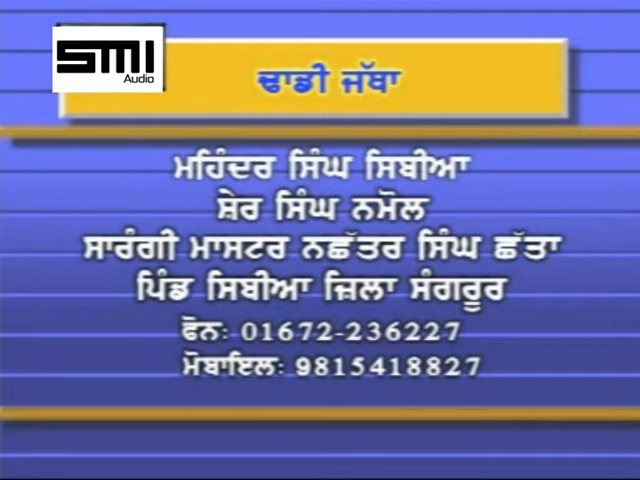 SMI
Audio
ਢਾਡੀ ਜੱਥਾ
ਮਹਿੰਦਰ ਸਿੰਘ ਸਿਬੀਆ
ਸ਼ੇਰ ਸਿੰਘ ਨਮੋਲ
ਸਾਰੰਗੀ ਮਾਸਟਰ ਨਛੱਤਰ ਸਿੰਘ ਛੱਤਾ
ਪਿੰਡ ਸਿਬੀਆ ਜ਼ਿਲਾ ਸੰਗਰੂਰ
ਫੋਨ: 01672-236227
ਮੋਬਾਇਲ: 9815418827